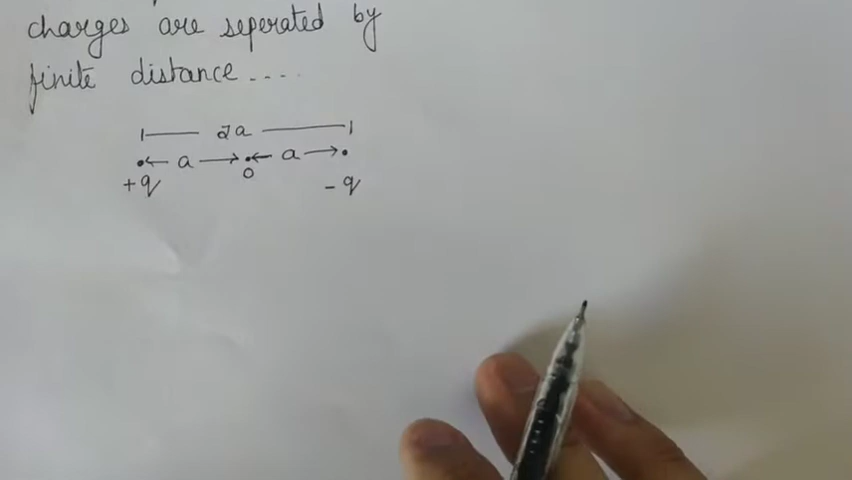 charges are seperated by
finite distance ....
2a
a a
O
+q -q